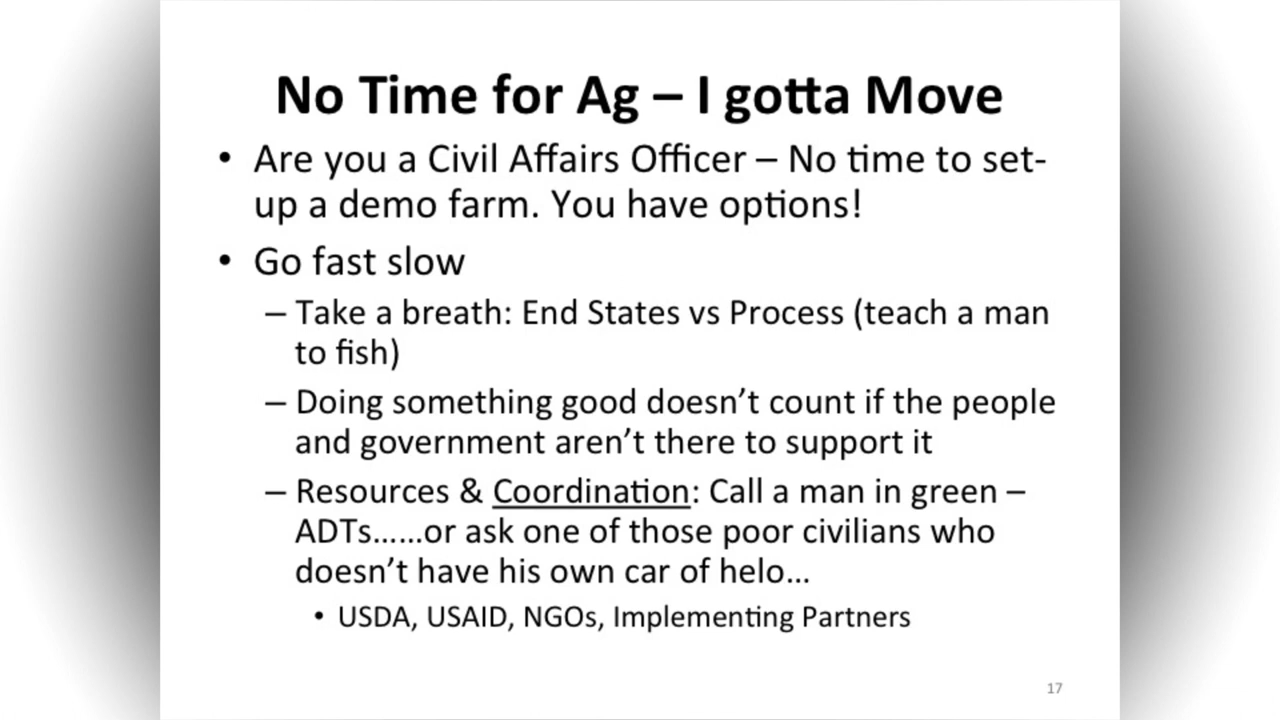 No Time for Ag – I gotta Move
• Are you a Civil Affairs Officer – No time to set-
up a demo farm. You have options!
• Go fast slow
– Take a breath: End States vs Process (teach a man
to fish)
– Doing something good doesn’t count if the people
and government aren’t there to support it
– Resources & Coordination: Call a man in green –
ADTs……or ask one of those poor civilians who
doesn’t have his own car of helo…
• USDA, USAID, NGOs, Implementing Partners
17